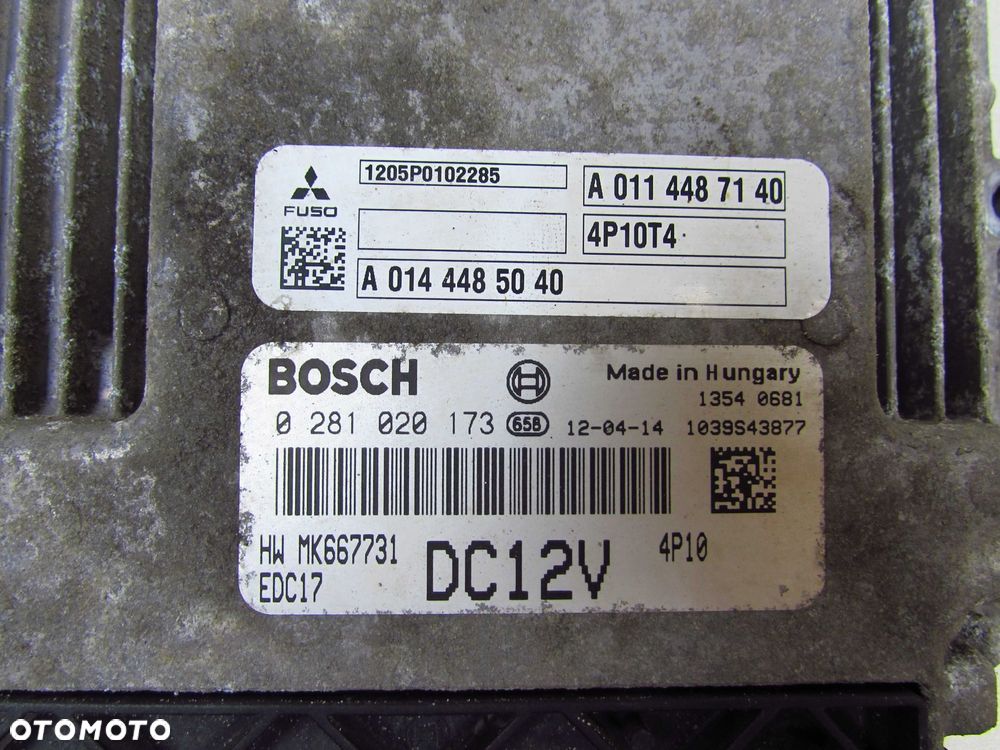 1205P0102285
A 011 448 71 40
FUSO
4P10T4
A 014 448 50 40
BOSCH
Made in Hungary
1354 0681
0 281 020 173 65B 12-04-14 1039S43877
HW MK667731
DC12V
4P10
EDC17
OTOMOTO